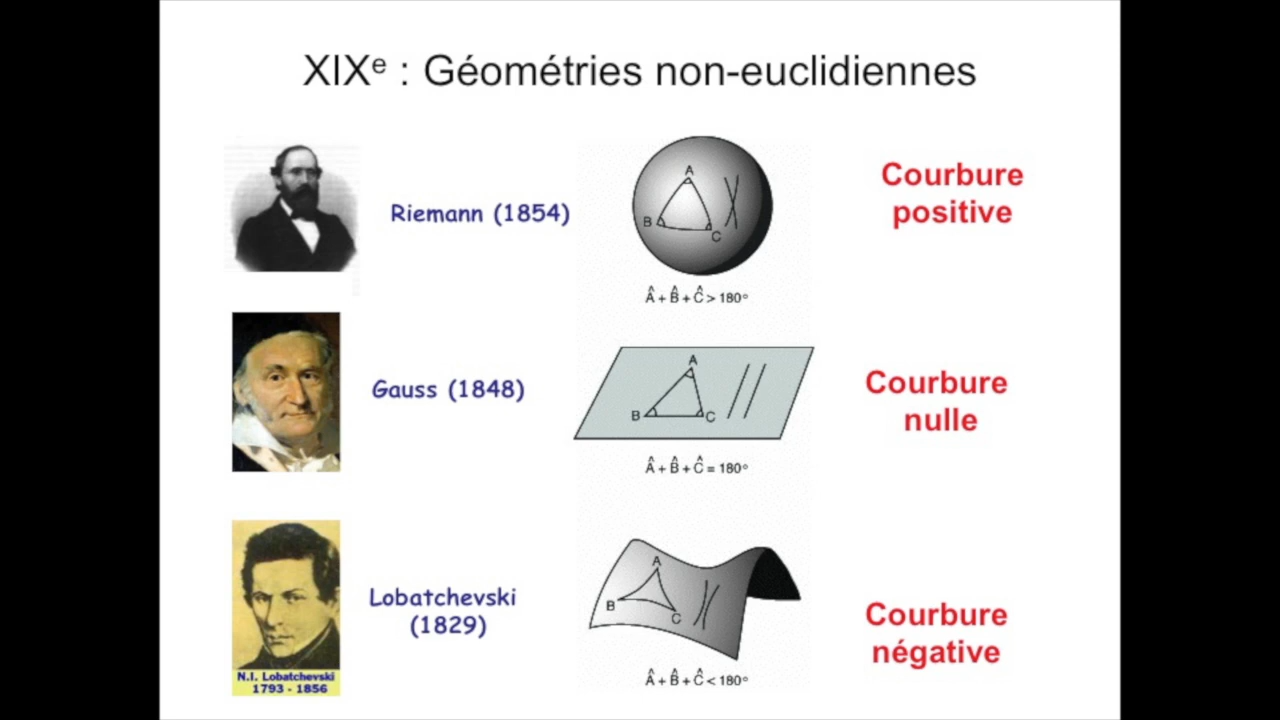 XIXe : Géométries non-euclidiennes
Riemann (1854)
A
B
C
Â + B̂ + Ĉ > 180°
Courbure
positive
Gauss (1848)
A
B
C
Â + B̂ + Ĉ = 180°
Courbure
nulle
N.I. Lobatchevski
1793 - 1856
Lobatchevski
(1829)
A
B
C
Â + B̂ + Ĉ < 180°
Courbure
négative